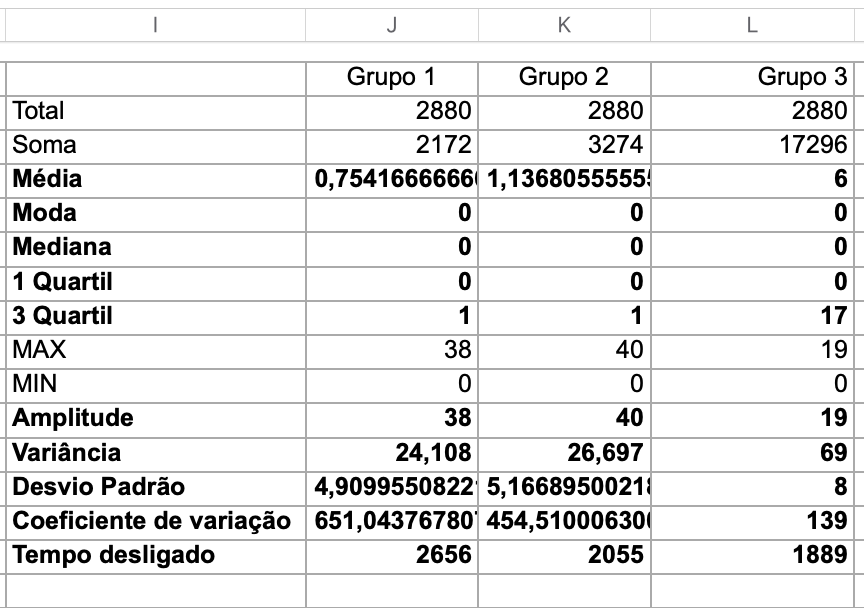 I J K L
Grupo 1 Grupo 2 Grupo 3
Total 2880 2880 2880
Soma 2172 3274 17296
Média 0,75416666666 1,13680555555 6
Moda 0 0 0
Mediana 0 0 0
1 Quartil 0 0 0
3 Quartil 1 1 17
MAX 38 40 19
MIN 0 0 0
Amplitude 38 40 19
Variância 24,108 26,697 69
Desvio Padrão 4,9099550822 5,1668950021 8
Coeficiente de variação 651,04376780 454,51000630 139
Tempo desligado 2656 2055 1889